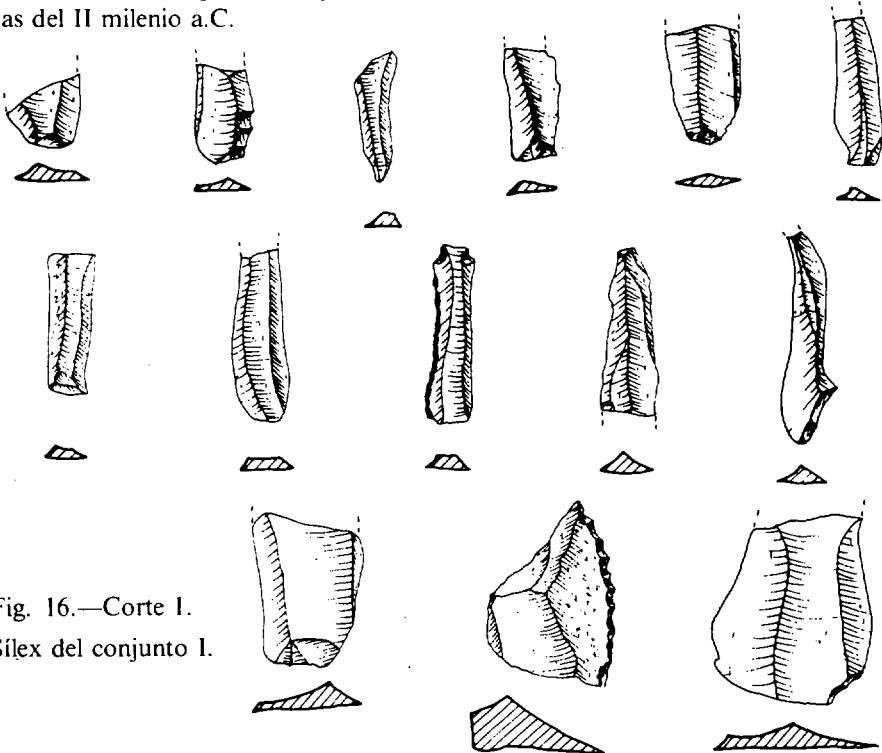 as del II milenio a.C.
Fig. 16.—Corte I.
Sílex del conjunto I.